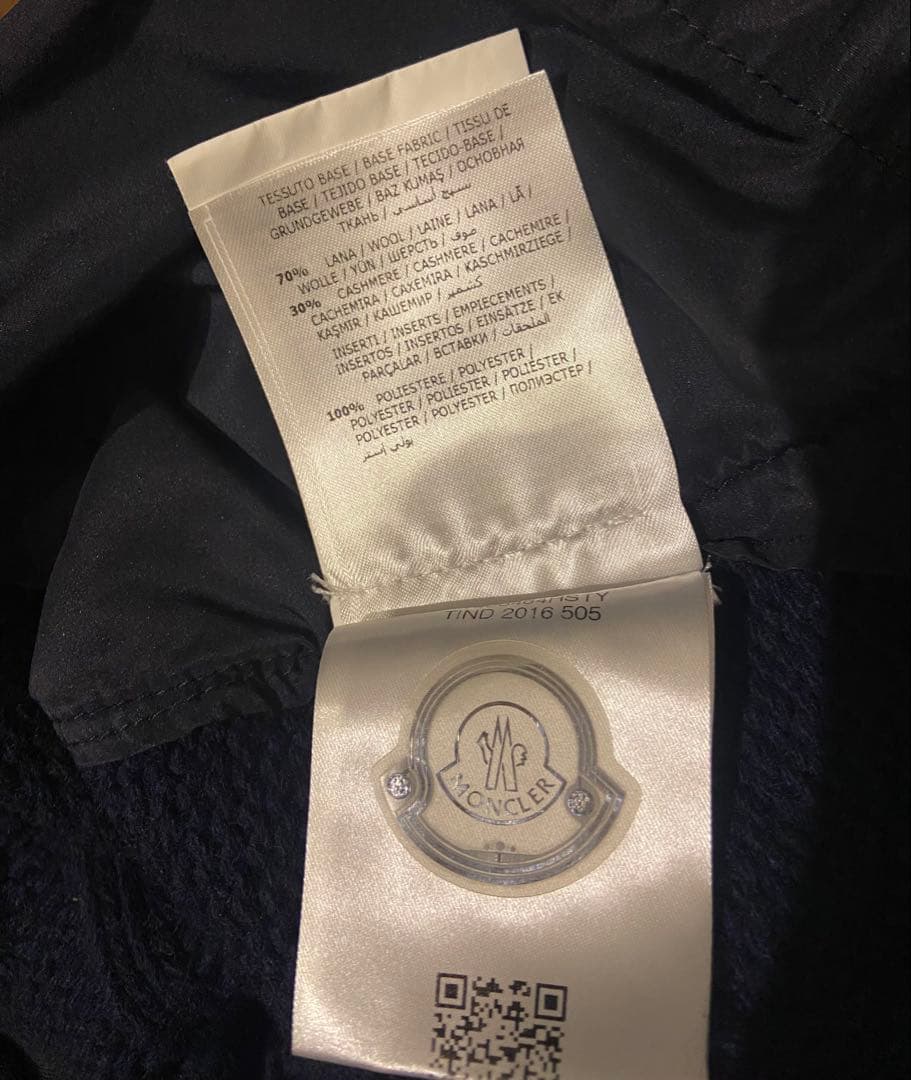 TESSUTO BASE / BASE FABRIC / TISSU DE
BASE / TEJIDO BASE / TECIDO-BASE /
GRUNDGEWEBE / BAZ KUMAŞ / ОСНОВНАЯ
ТКАНЬ / نسيج أساسي
70% LANA / WOOL / LAINE / LANA / LÃ /
WOLLE / YÜN / ШЕРСТЬ / صوف
30% CASHMERE / CASHMERE / CACHEMIRE /
CACHEMIRA / CAXEMIRA / KASCHMIRZIEGE /
KAŞMIR / КАШЕМИР / كشمير
INSERTI / INSERTS / EMPIECEMENTS /
INSERTOS / INSERTOS / EINSÄTZE / EK
PARÇALAR / ВСТАВКИ / الملحقات
100% POLIESTERE / POLYESTER /
POLYESTER / POLIÉSTER / POLIÉSTER /
POLYESTER / POLYESTER / ПОЛИЭСТЕР /
بولي إستر
TIND 2016 505
MONCLER